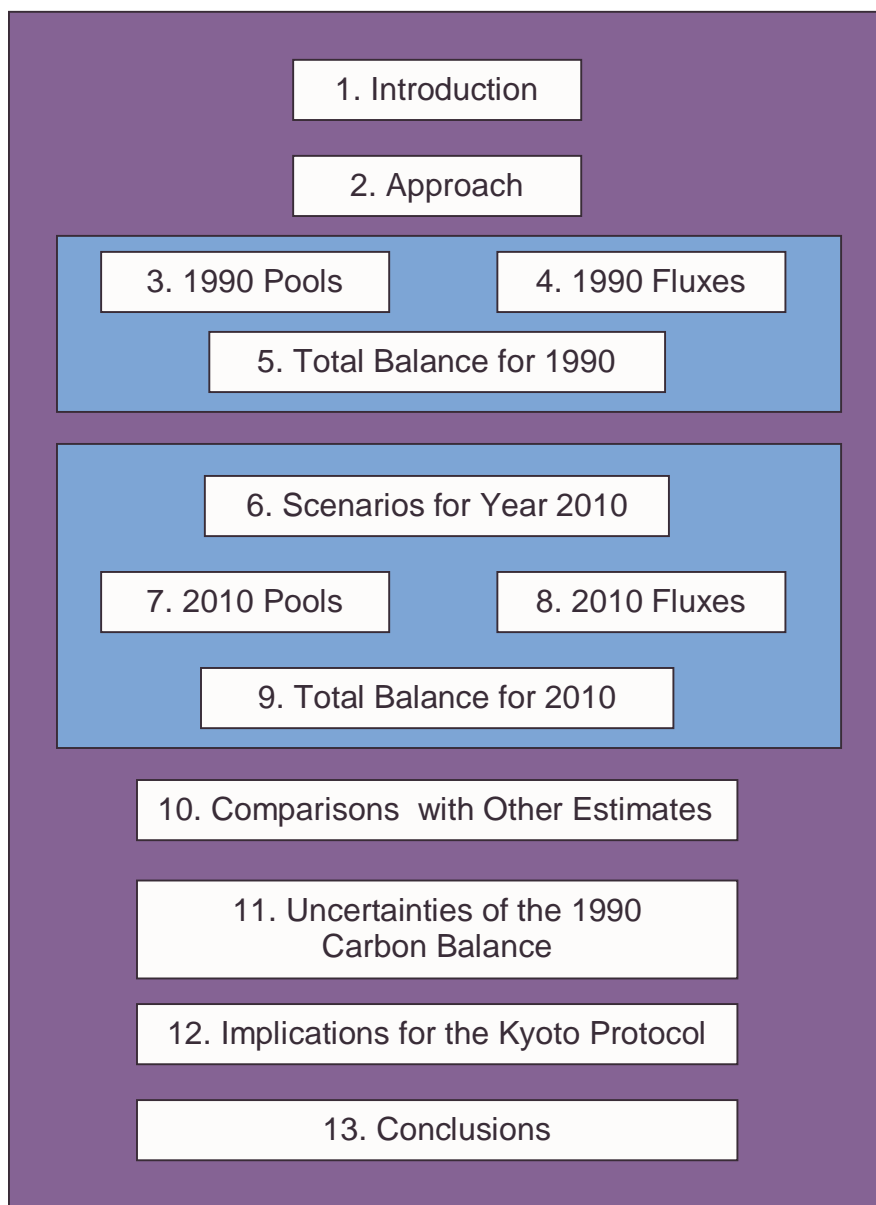 1. Introduction
2. Approach
3. 1990 Pools
4. 1990 Fluxes
5. Total Balance for 1990
6. Scenarios for Year 2010
7. 2010 Pools
8. 2010 Fluxes
9. Total Balance for 2010
10. Comparisons  with Other Estimates
11. Uncertainties of the 1990
Carbon Balance
12. Implications for the Kyoto Protocol
13. Conclusions